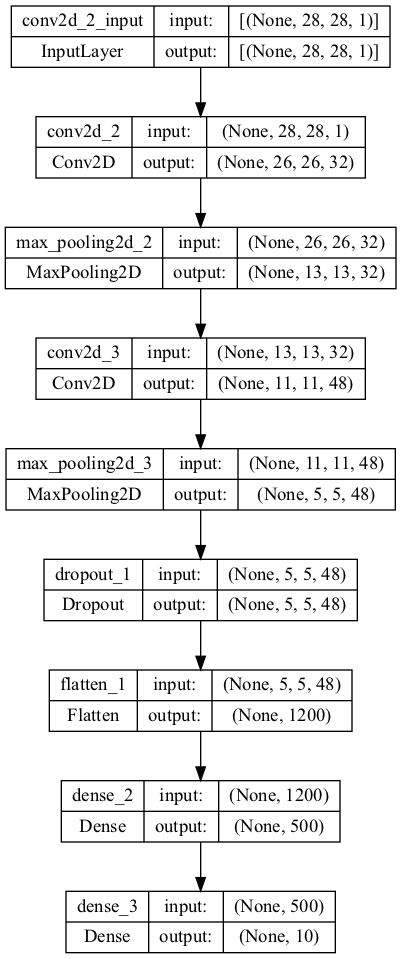 conv2d_2_input input: [(None, 28, 28, 1)]
InputLayer output: [(None, 28, 28, 1)]
conv2d_2 input: (None, 28, 28, 1)
Conv2D output: (None, 26, 26, 32)
max_pooling2d_2 input: (None, 26, 26, 32)
MaxPooling2D output: (None, 13, 13, 32)
conv2d_3 input: (None, 13, 13, 32)
Conv2D output: (None, 11, 11, 48)
max_pooling2d_3 input: (None, 11, 11, 48)
MaxPooling2D output: (None, 5, 5, 48)
dropout_1 input: (None, 5, 5, 48)
Dropout output: (None, 5, 5, 48)
flatten_1 input: (None, 5, 5, 48)
Flatten output: (None, 1200)
dense_2 input: (None, 1200)
Dense output: (None, 500)
dense_3 input: (None, 500)
Dense output: (None, 10)